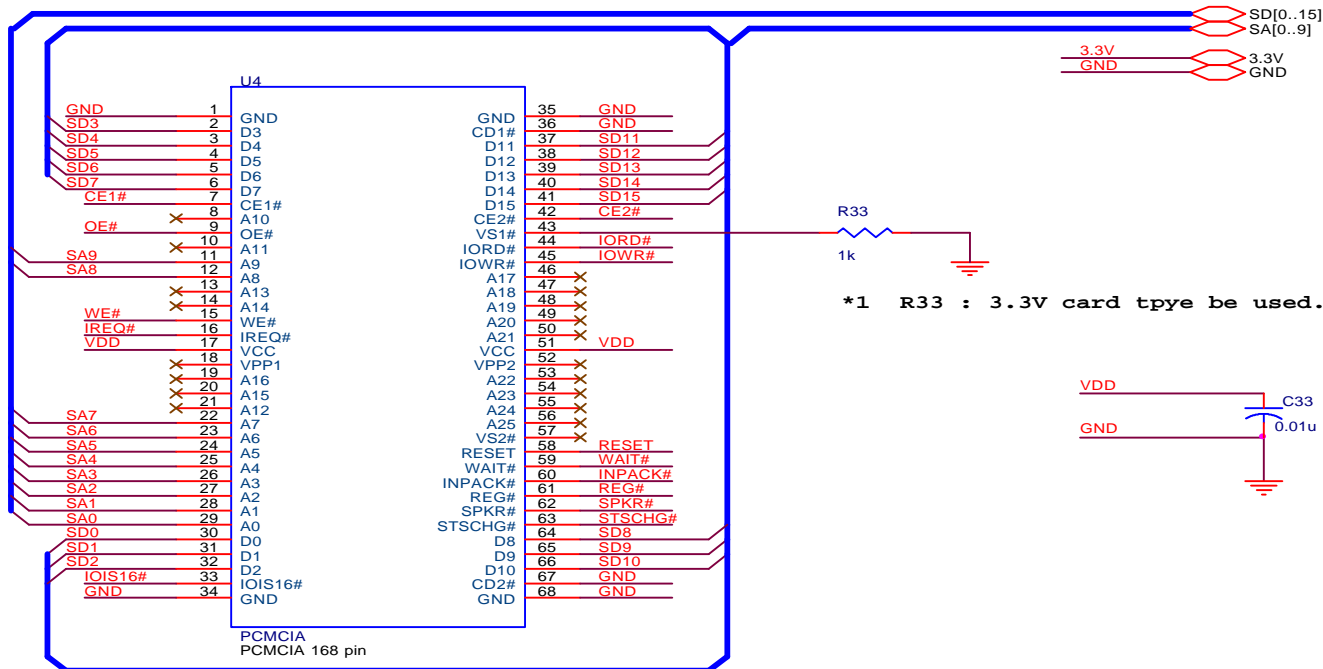 SD[0..15]
SA[0..9]
3.3V 3.3V
GND GND
U4
GND 1 GND GND 35 GND
SD3 2 D3 CD1# 36 GND
SD4 3 D4 D11 37 SD11
SD5 4 D5 D12 38 SD12
SD6 5 D6 D13 39 SD13
SD7 6 D7 D14 40 SD14
CE1# 7 CE1# D15 41 SD15
8 A10 CE2# 42 CE2#
OE# 9 OE# VS1# 43
10 A11 IORD# 44 IORD#
SA9 11 A9 IOWR# 45 IOWR#
SA8 12 A8 A17 46
13 A13 A18 47
14 A14 A19 48
WE# 15 WE# A20 49
IREQ# 16 IREQ# A21 50
VDD 17 VCC VCC 51 VDD
18 VPP1 VPP2 52
19 A16 A22 53
20 A15 A23 54
21 A12 A24 55
SA7 22 A7 A25 56
SA6 23 A6 VS2# 57
SA5 24 A5 RESET 58 RESET
SA4 25 A4 WAIT# 59 WAIT#
SA3 26 A3 INPACK# 60 INPACK#
SA2 27 A2 REG# 61 REG#
SA1 28 A1 SPKR# 62 SPKR#
SA0 29 A0 STSCHG# 63 STSCHG#
SD0 30 D0 D8 64 SD8
SD1 31 D1 D9 65 SD9
SD2 32 D2 D10 66 SD10
IOIS16# 33 IOIS16# CD2# 67 GND
GND 34 GND GND 68 GND
PCMCIA
PCMCIA 168 pin
R33
1k
*1 R33 : 3.3V card tpye be used.
VDD
C33
0.01u
GND